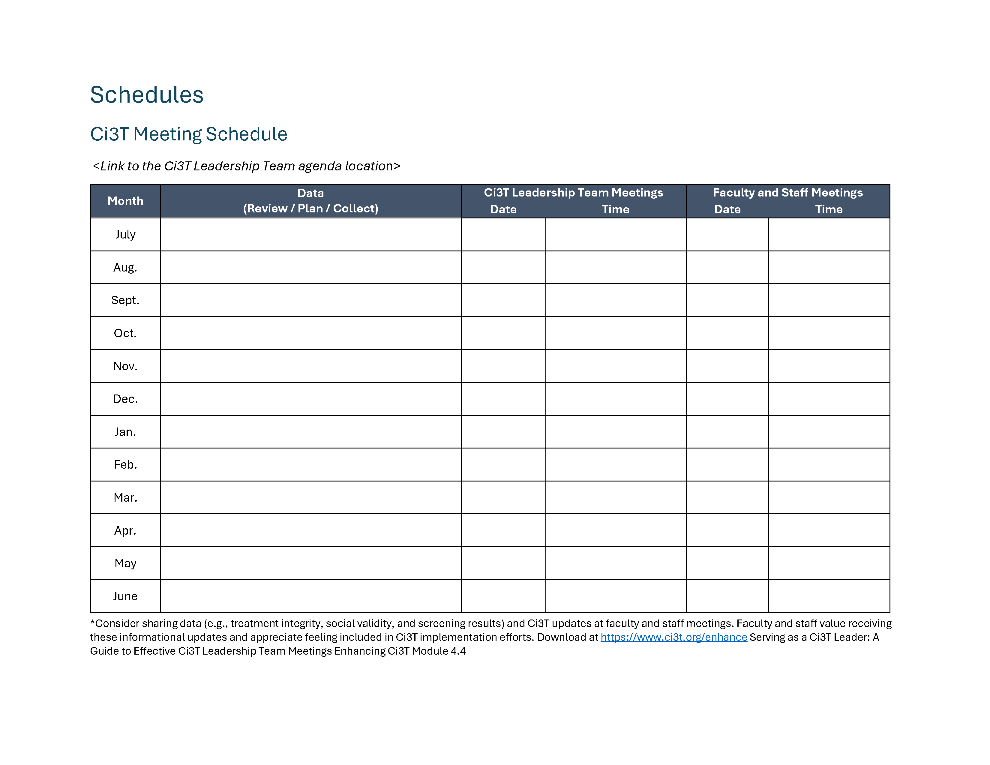 Schedules
Ci3T Meeting Schedule
<Link to the Ci3T Leadership Team agenda location>
Month
Data
(Review / Plan / Collect)
Ci3T Leadership Team Meetings
Date Time
Faculty and Staff Meetings
Date Time
July
Aug.
Sept.
Oct.
Nov.
Dec.
Jan.
Feb.
Mar.
Apr.
May
June
*Consider sharing data (e.g., treatment integrity, social validity, and screening results) and Ci3T updates at faculty and staff meetings. Faculty and staff value receiving
these informational updates and appreciate feeling included in Ci3T implementation efforts. Download at https://www.ci3t.org/enhance Serving as a Ci3T Leader: A
Guide to Effective Ci3T Leadership Team Meetings Enhancing Ci3T Module 4.4